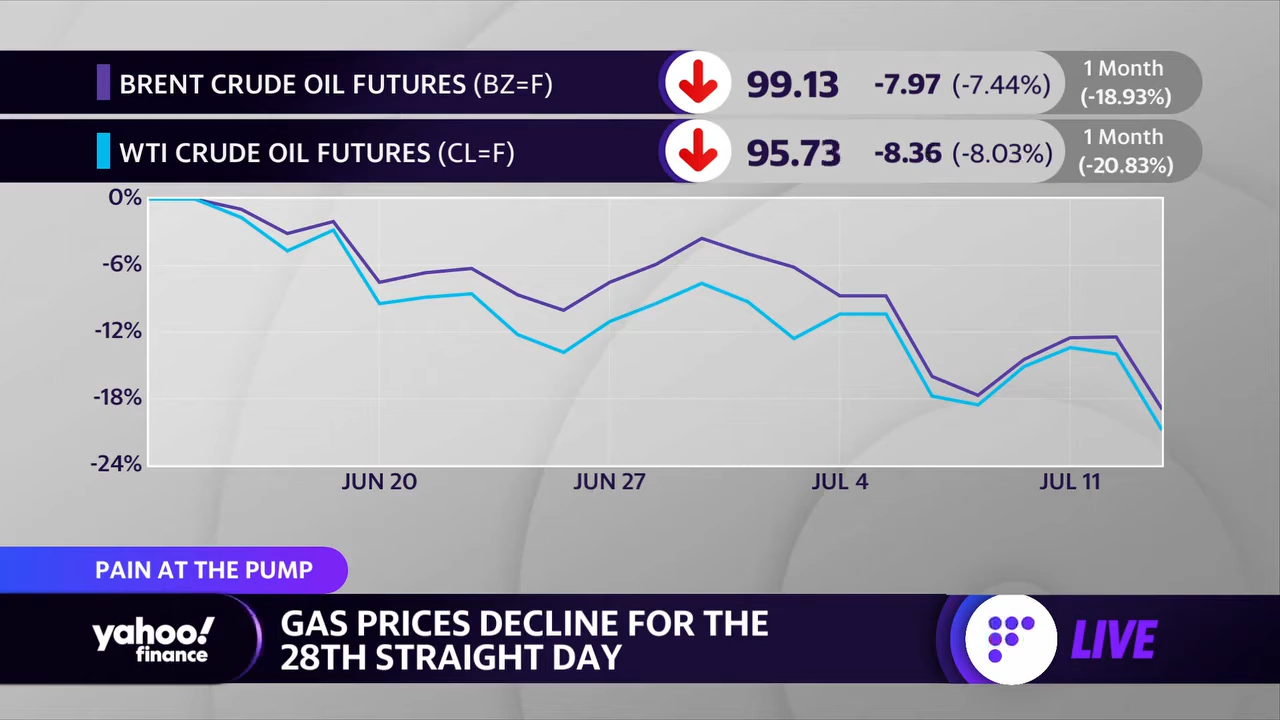 BRENT CRUDE OIL FUTURES (BZ=F) 99.13 -7.97 (-7.44%) 1 Month (-18.93%)
WTI CRUDE OIL FUTURES (CL=F) 95.73 -8.36 (-8.03%) 1 Month (-20.83%)
0%
-6%
-12%
-18%
-24%
JUN 20 JUN 27 JUL 4 JUL 11
PAIN AT THE PUMP
yahoo!
finance
GAS PRICES DECLINE FOR THE
28TH STRAIGHT DAY
LIVE